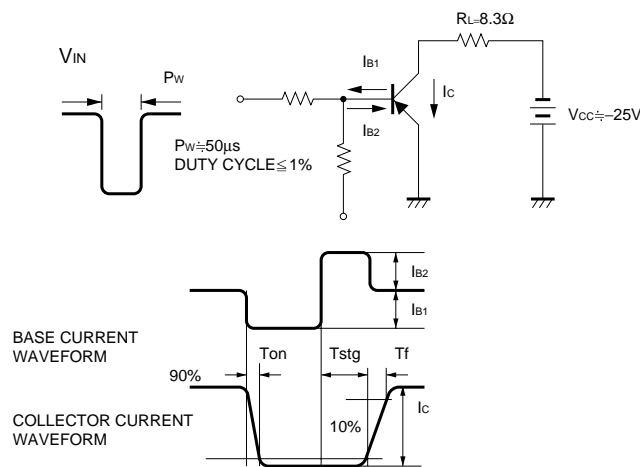 RL=8.3Ω
VIN
PW
IB1
IC
IB2
VCC≒−25V
PW≒50μs
DUTY CYCLE≦1%
IB2
IB1
BASE CURRENT
WAVEFORM
Ton
Tstg
Tf
90%
COLLECTOR CURRENT
WAVEFORM
10%
IC